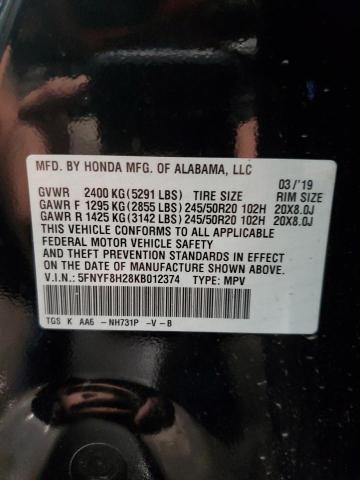 MFD. BY HONDA MFG. OF ALABAMA, LLC
03/'19
GVWR 2400 KG (5291 LBS) TIRE SIZE RIM SIZE
GAWR F 1295 KG (2855 LBS) 245/50R20 102H 20X8.0J
GAWR R 1425 KG (3142 LBS) 245/50R20 102H 20X8.0J
THIS VEHICLE CONFORMS TO ALL APPLICABLE
FEDERAL MOTOR VEHICLE SAFETY
AND THEFT PREVENTION STANDARDS IN
EFFECT ON THE DATE OF MANUFACTURE
SHOWN ABOVE.
V.I.N.: 5FNYF8H28KB012374 TYPE: MPV
TGS K AA6 -NH731P -V-B